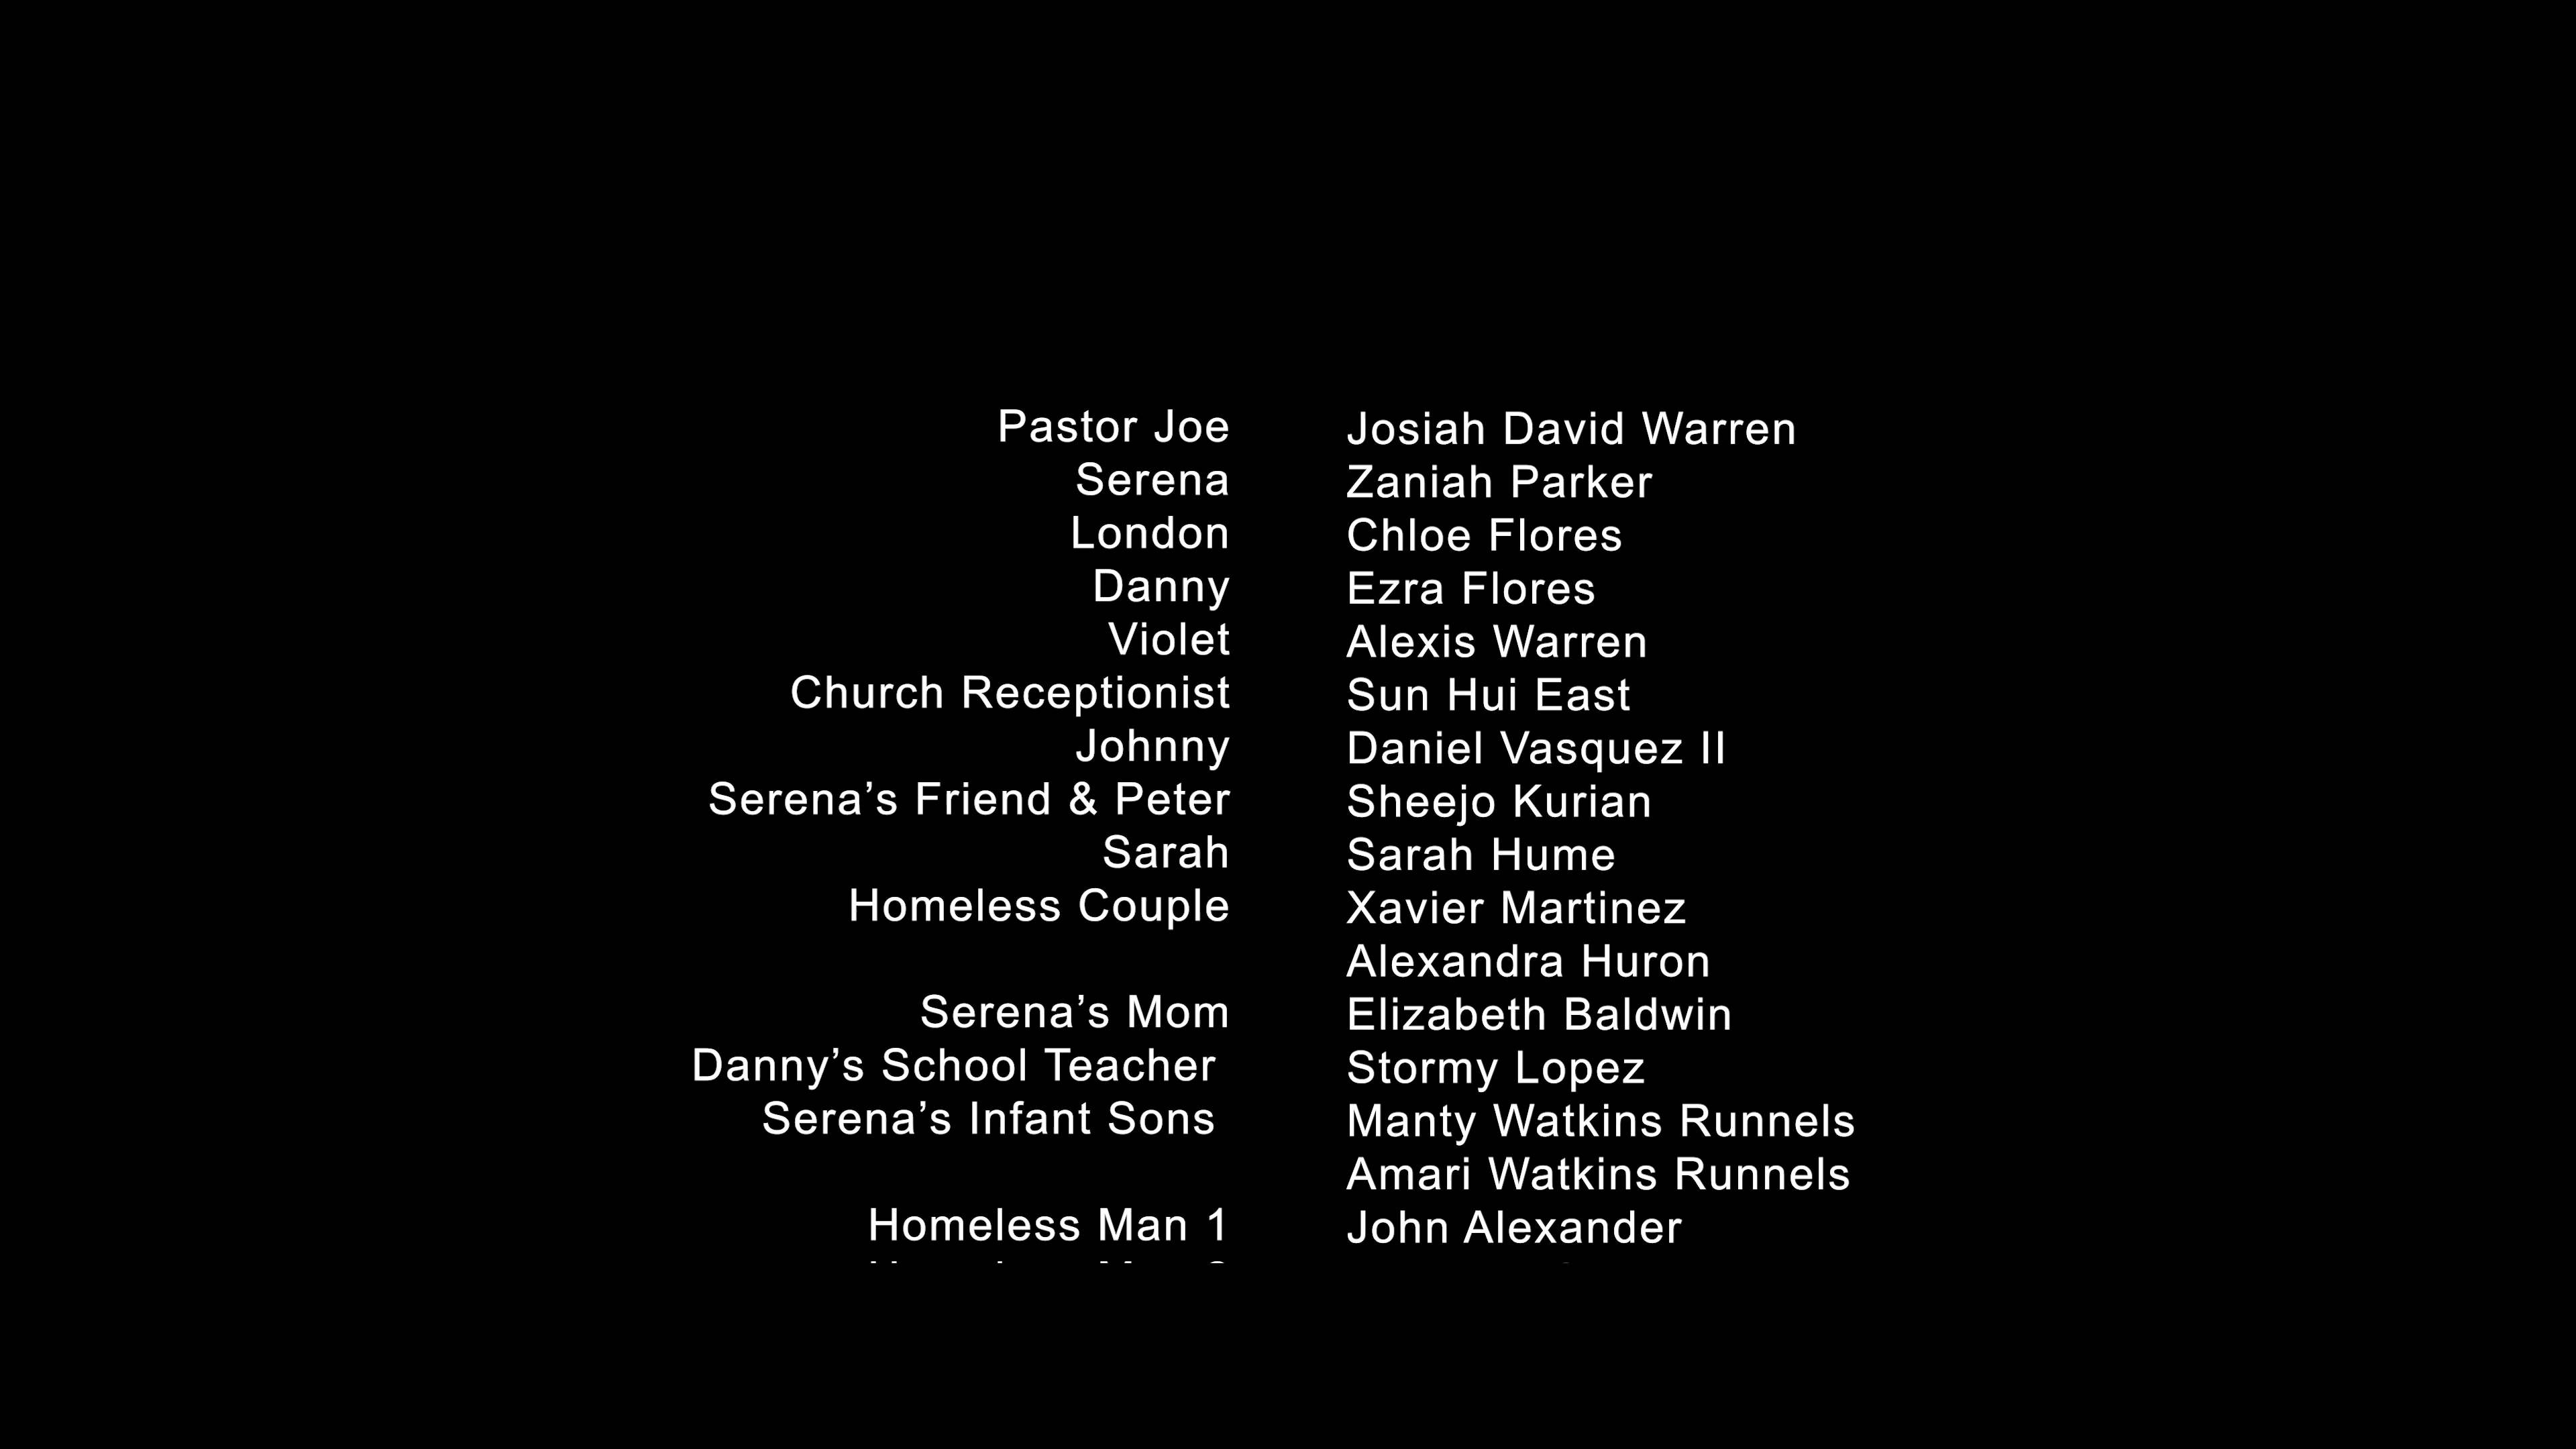 Pastor Joe Josiah David Warren
Serena Zaniah Parker
London Chloe Flores
Danny Ezra Flores
Violet Alexis Warren
Church Receptionist Sun Hui East
Johnny Daniel Vasquez II
Serena’s Friend & Peter Sheejo Kurian
Sarah Sarah Hume
Homeless Couple Xavier Martinez
Alexandra Huron
Serena’s Mom Elizabeth Baldwin
Danny’s School Teacher Stormy Lopez
Serena’s Infant Sons Manty Watkins Runnels
Amari Watkins Runnels
Homeless Man 1 John Alexander